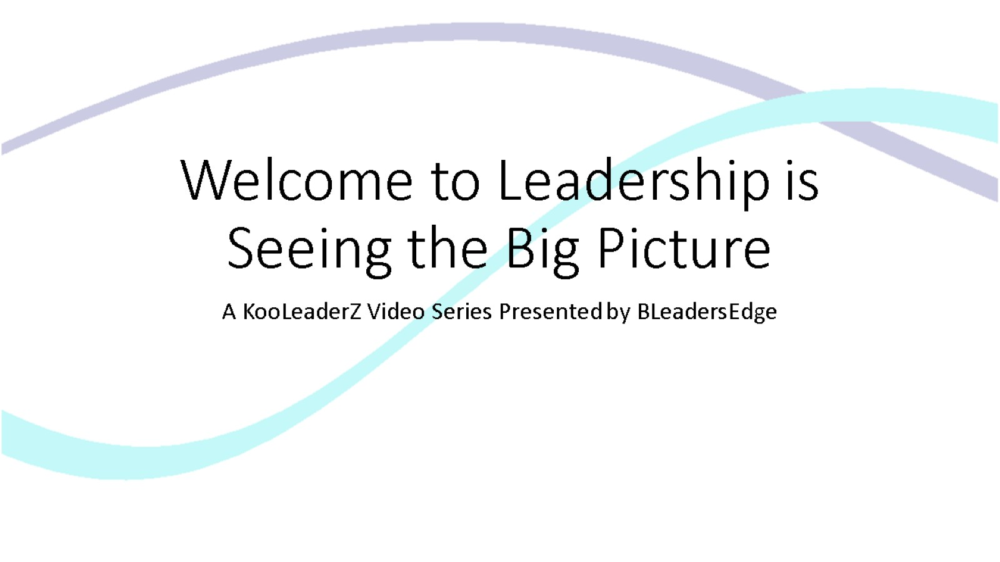 Welcome to Leadership is
Seeing the Big Picture
A KooLeaderZ Video Series Presented by BLeadersEdge